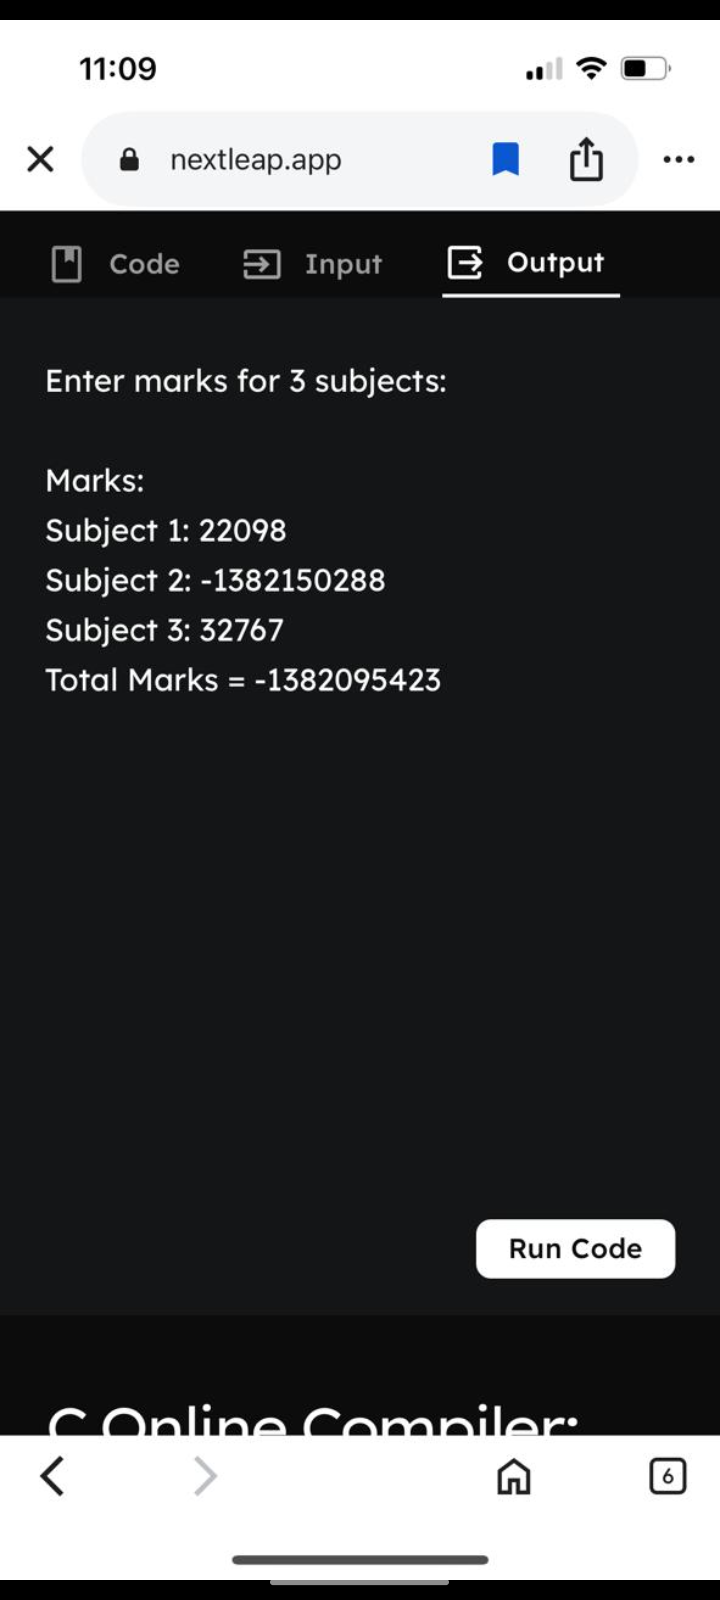 11:09
nextleap.app
Code Input Output
Enter marks for 3 subjects:
Marks:
Subject 1: 22098
Subject 2: -1382150288
Subject 3: 32767
Total Marks = -1382095423
Run Code
C Online Compiler:
6